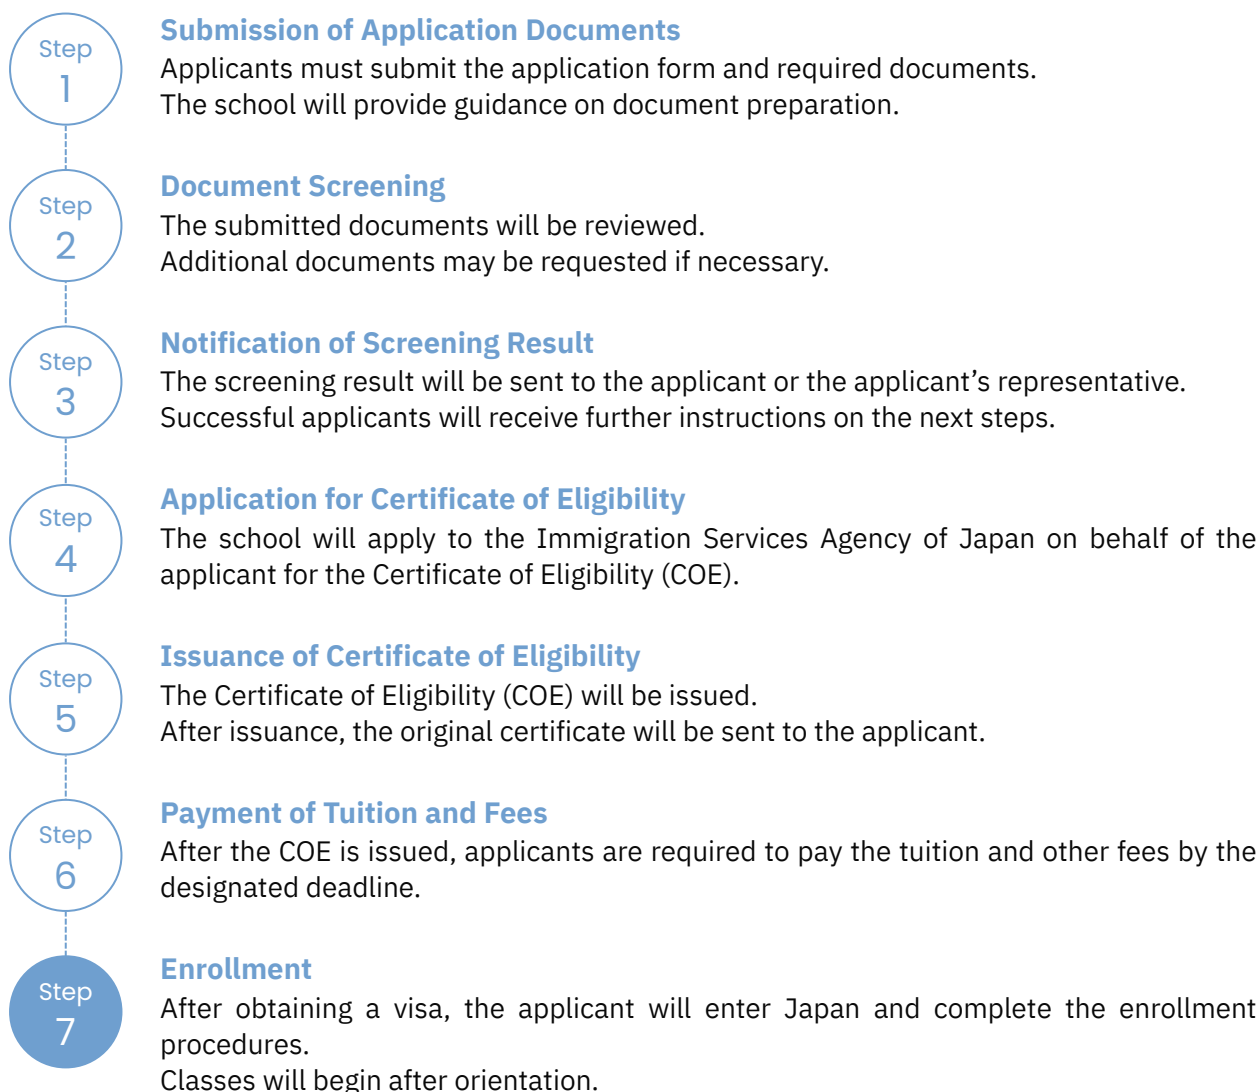 Step
1
Submission of Application Documents
Applicants must submit the application form and required documents.
The school will provide guidance on document preparation.
Step
2
Document Screening
The submitted documents will be reviewed.
Additional documents may be requested if necessary.
Step
3
Notification of Screening Result
The screening result will be sent to the applicant or the applicant’s representative.
Successful applicants will receive further instructions on the next steps.
Step
4
Application for Certificate of Eligibility
The school will apply to the Immigration Services Agency of Japan on behalf of the
applicant for the Certificate of Eligibility (COE).
Step
5
Issuance of Certificate of Eligibility
The Certificate of Eligibility (COE) will be issued.
After issuance, the original certificate will be sent to the applicant.
Step
6
Payment of Tuition and Fees
After the COE is issued, applicants are required to pay the tuition and other fees by the
designated deadline.
Step
7
Enrollment
After obtaining a visa, the applicant will enter Japan and complete the enrollment
procedures.
Classes will begin after orientation.